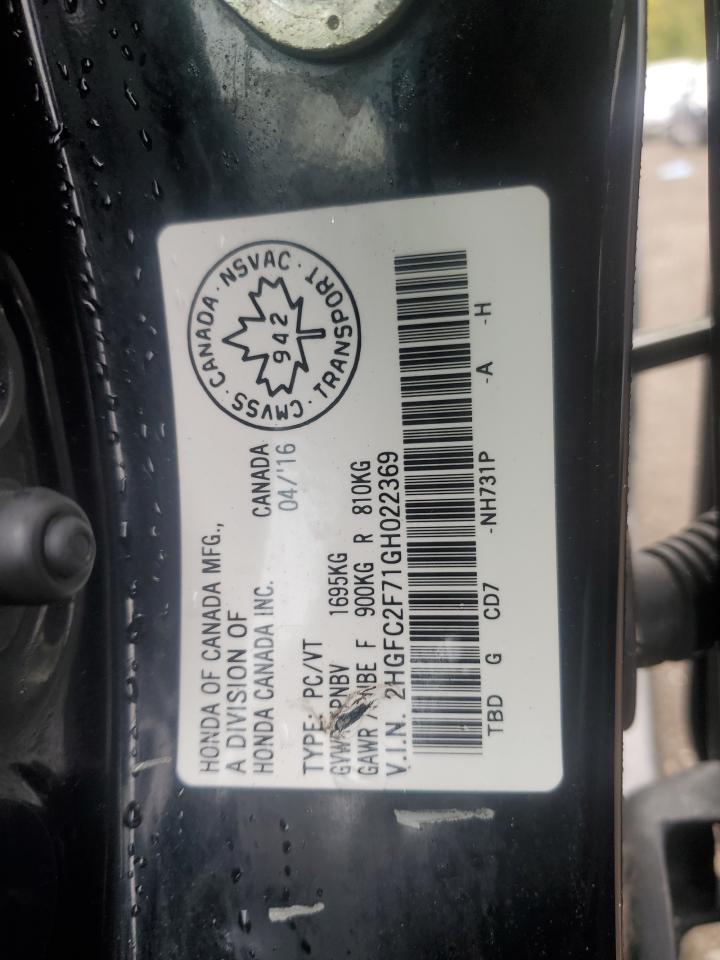 HONDA OF CANADA MFG.,
A DIVISION OF
HONDA CANADA INC. CANADA
04/'16
CMVSS · CANADA · NSVAC · TRANSPORT ·
942
TYPE: PC/VT
PNBV 1695KG
GAWR / NBE F 900KG R 810KG
V.I.N. 2HGFC2F71GH022369
TBD G CD7 -NH731P -A -H